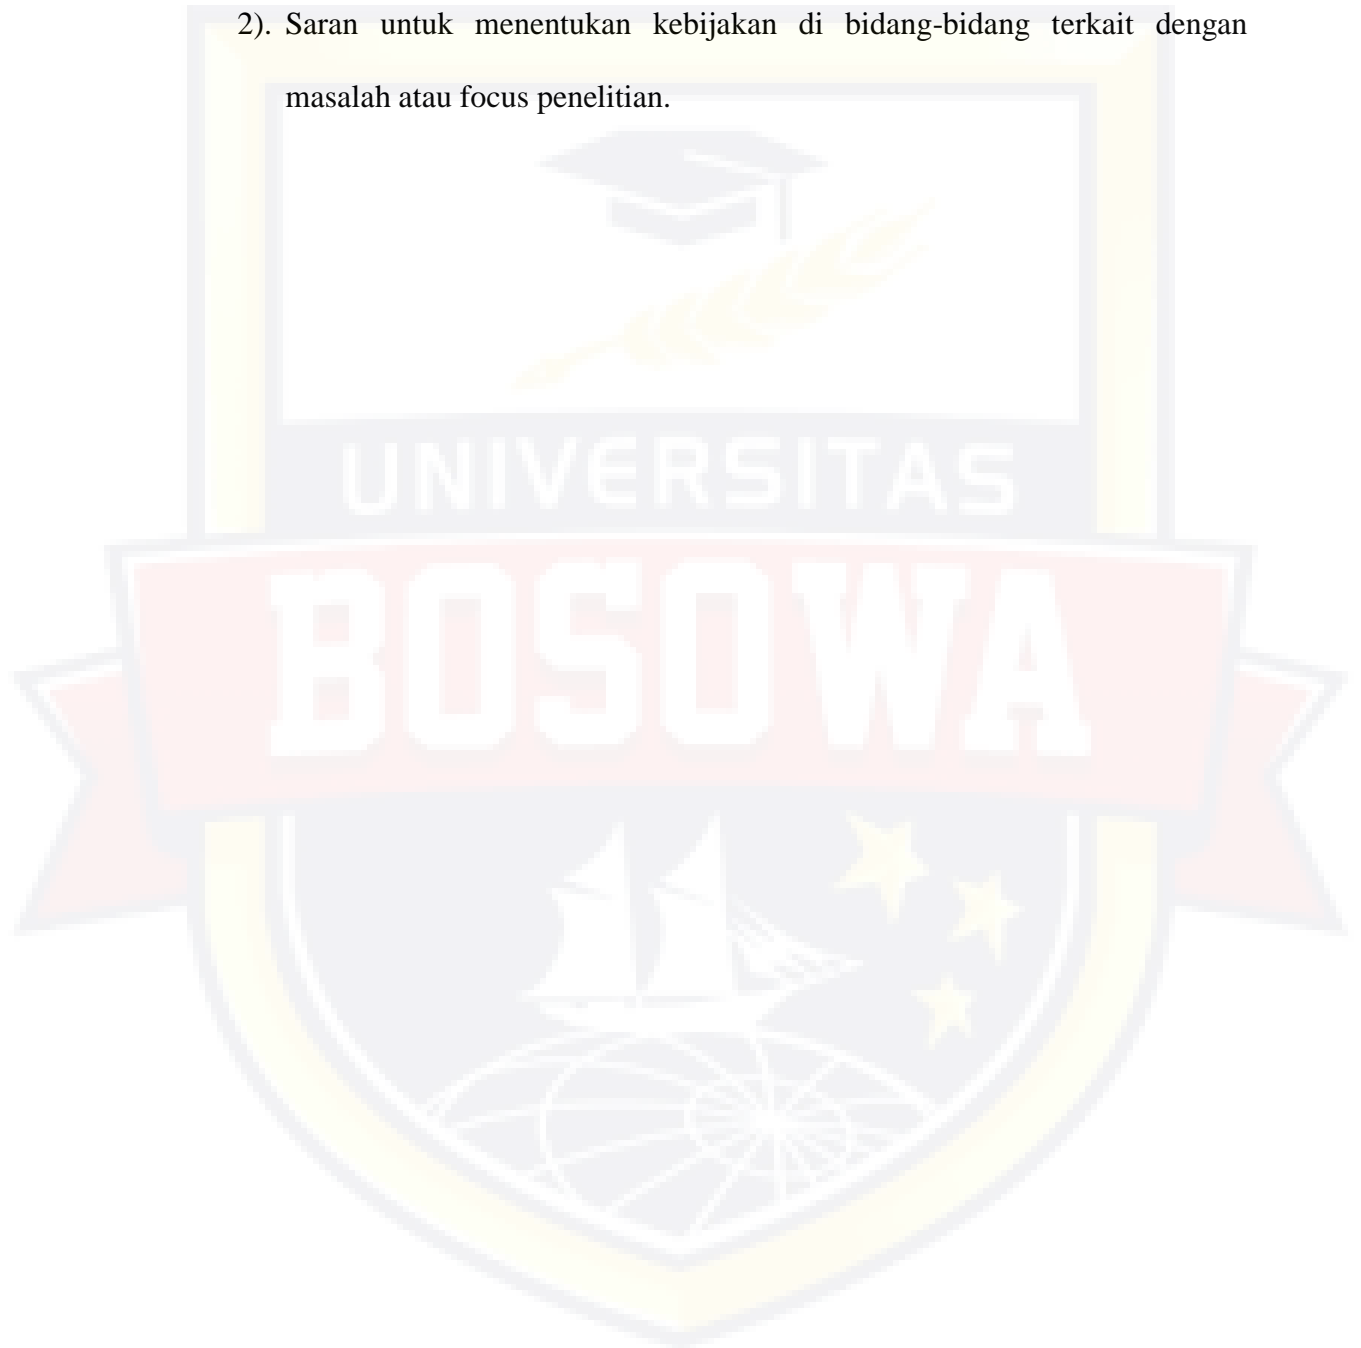 2). Saran untuk menentukan kebijakan di bidang-bidang terkait dengan
masalah atau focus penelitian.
UNIVERSITAS
BOSOWA